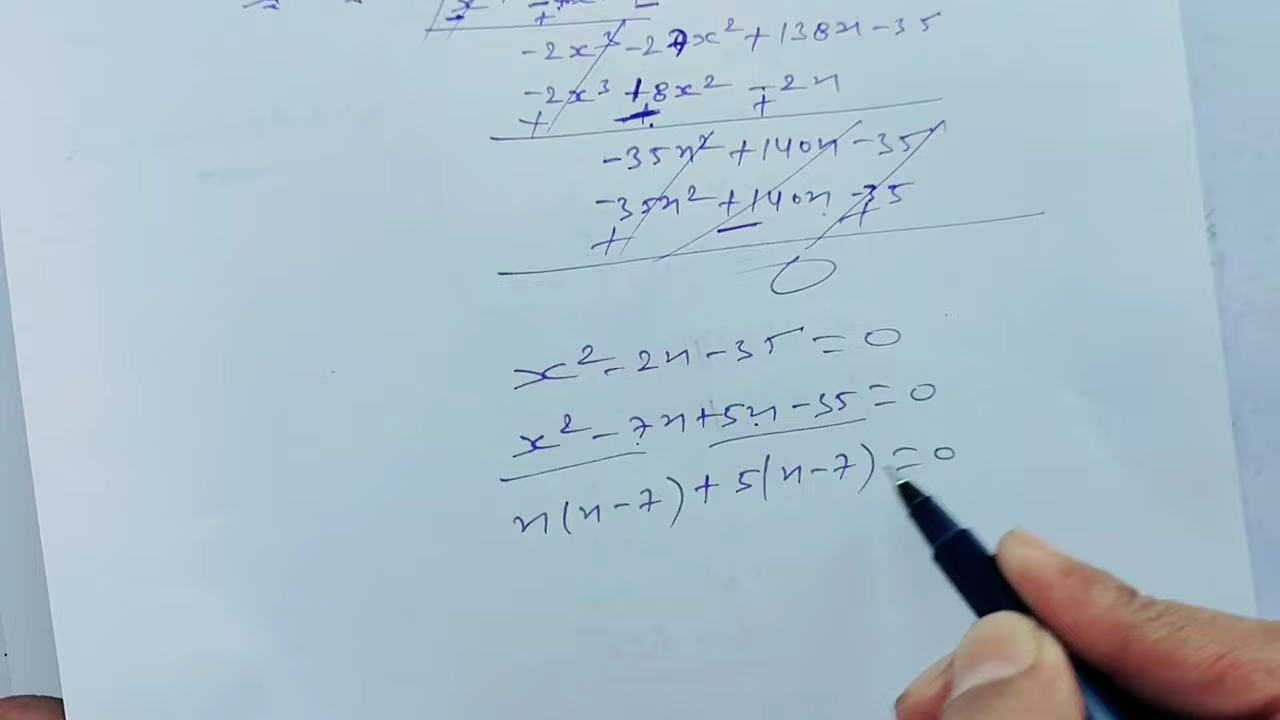 -2x³ -27x² + 138x - 35
-2x³ + 8x² - 2x
+ - +
-35x² + 140x - 35
-35x² + 140x - 35
+ - +
0
x² - 2x - 35 = 0
x² - 7x + 5x - 35 = 0
x(x - 7) + 5(x - 7) = 0